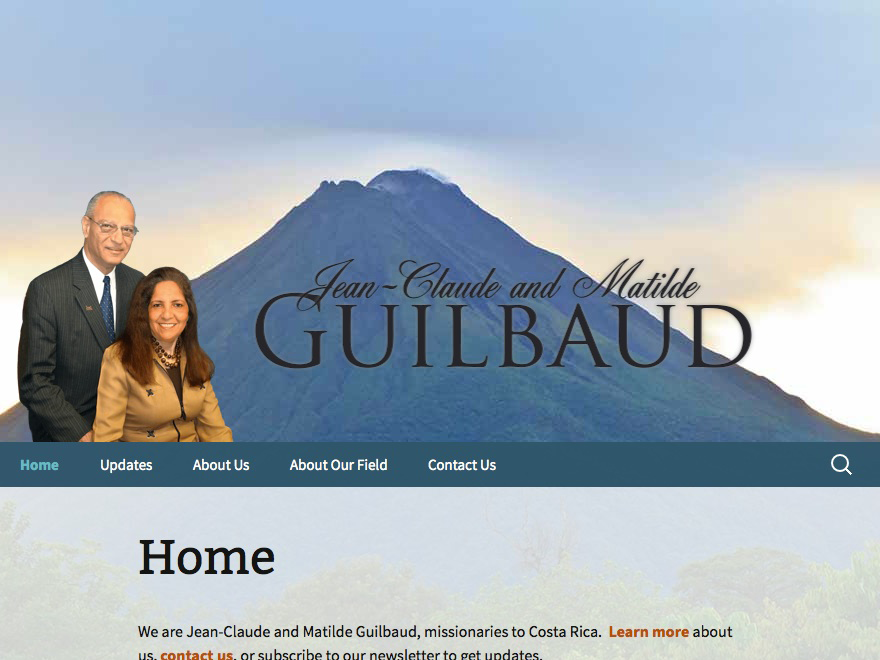 Jean-Claude and Matilde
GUILBAUD
Home Updates About Us About Our Field Contact Us
Home
We are Jean-Claude and Matilde Guilbaud, missionaries to Costa Rica. Learn more about
us, contact us, or subscribe to our newsletter to get updates.